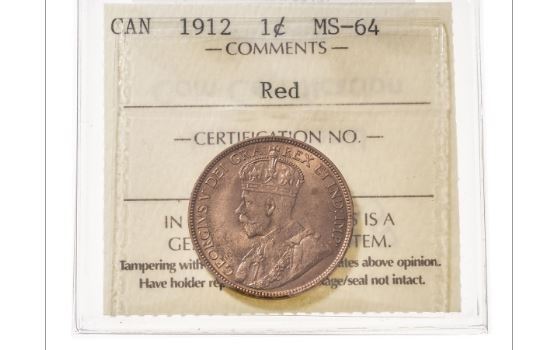 CAN 1912 1¢ MS-64
COMMENTS
Red
CERTIFICATION NO.
IN S IS A
GE TEM.
Tampering with ates above opinion.
Have holder rep age/seal not intact.
GEORGIVS V DEI GRA: REX ET IND: IMP: